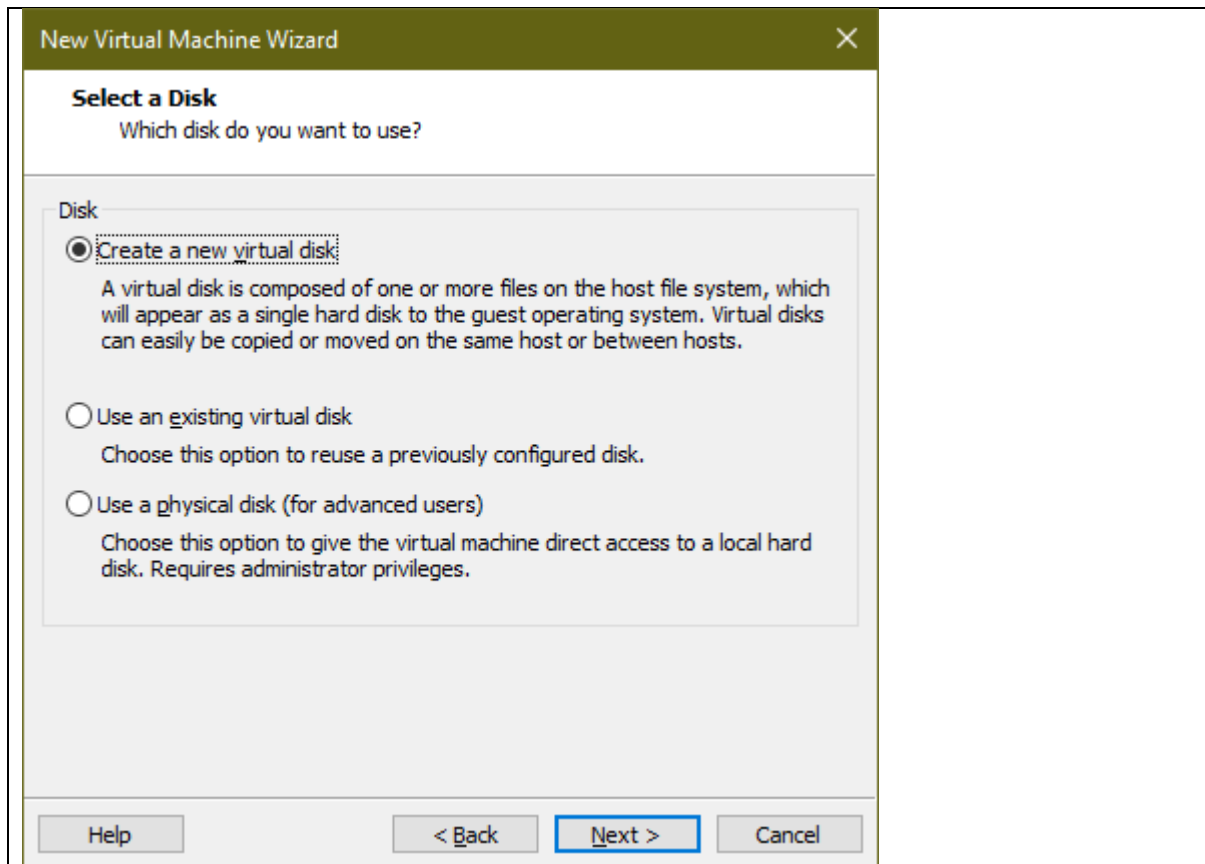 New Virtual Machine Wizard
Select a Disk
Which disk do you want to use?
Disk
Create a new virtual disk
A virtual disk is composed of one or more files on the host file system, which
will appear as a single hard disk to the guest operating system. Virtual disks
can easily be copied or moved on the same host or between hosts.
Use an existing virtual disk
Choose this option to reuse a previously configured disk.
Use a physical disk (for advanced users)
Choose this option to give the virtual machine direct access to a local hard
disk. Requires administrator privileges.
Help < Back Next > Cancel